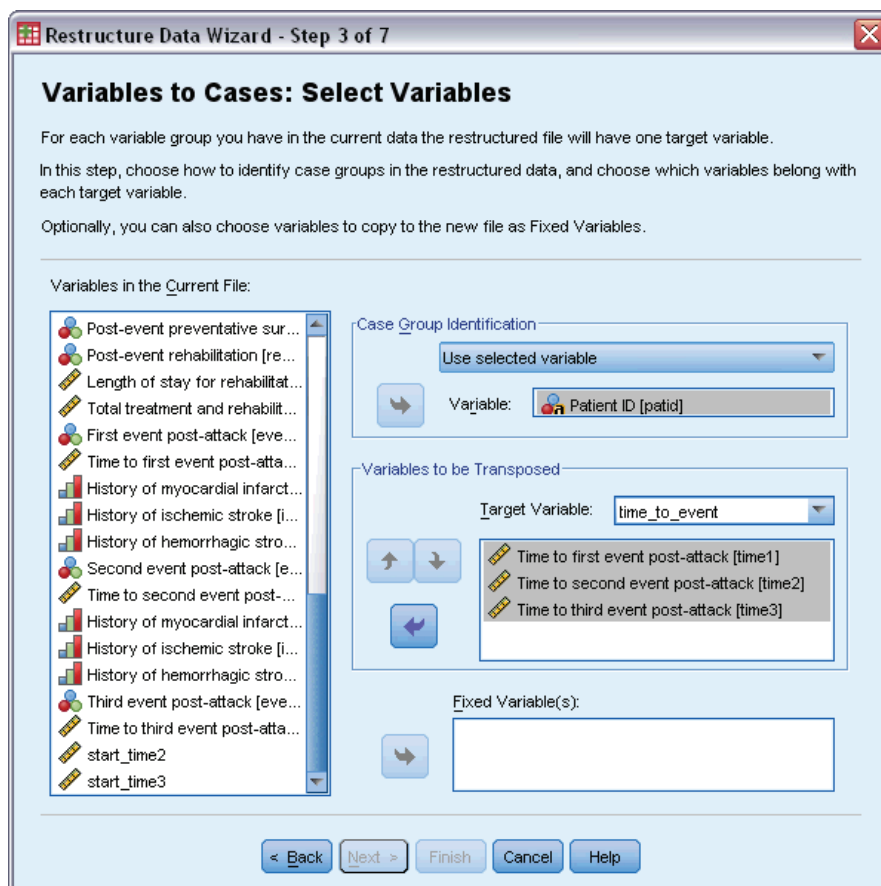 Restructure Data Wizard - Step 3 of 7
Variables to Cases: Select Variables
For each variable group you have in the current data the restructured file will have one target variable.
In this step, choose how to identify case groups in the restructured data, and choose which variables belong with
each target variable.
Optionally, you can also choose variables to copy to the new file as Fixed Variables.
Variables in the Current File:
Post-event preventative sur...
Post-event rehabilitation [re...
Length of stay for rehabilitat...
Total treatment and rehabilit...
First event post-attack [eve...
Time to first event post-atta...
History of myocardial infarct...
History of ischemic stroke [i...
History of hemorrhagic stro...
Second event post-attack [e...
Time to second event post-...
History of myocardial infarct...
History of ischemic stroke [i...
History of hemorrhagic stro...
Third event post-attack [eve...
Time to third event post-atta...
start_time2
start_time3
Case Group Identification
Use selected variable
Variable:
Patient ID [patid]
Variables to be Transposed
Target Variable:
time_to_event
Time to first event post-attack [time1]
Time to second event post-attack [time2]
Time to third event post-attack [time3]
Fixed Variable(s):
< Back
Next >
Finish
Cancel
Help